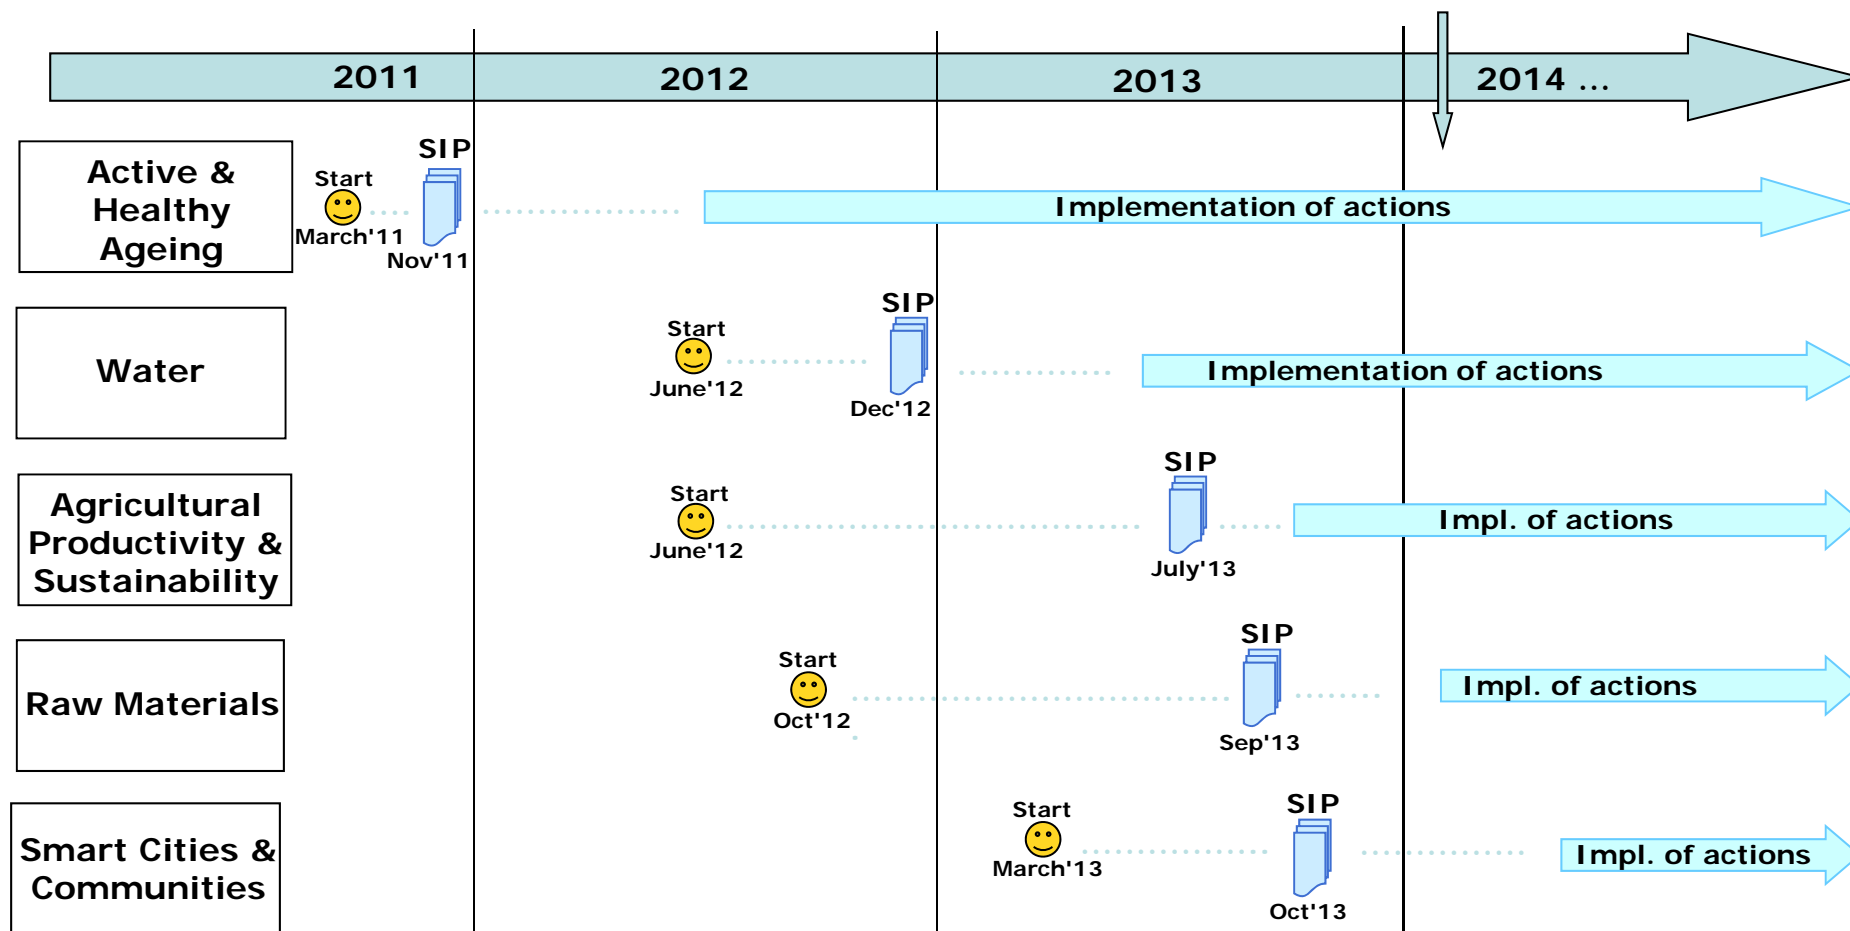 2011
2012
2013
2014 ...
Active &
Healthy
Ageing
Start
March'11
SIP
Nov'11
Implementation of actions
Water
Start
June'12
SIP
Dec'12
Implementation of actions
Agricultural
Productivity &
Sustainability
Start
June'12
SIP
July'13
Impl. of actions
Raw Materials
Start
Oct'12
SIP
Sep'13
Impl. of actions
Smart Cities &
Communities
Start
March'13
SIP
Oct'13
Impl. of actions